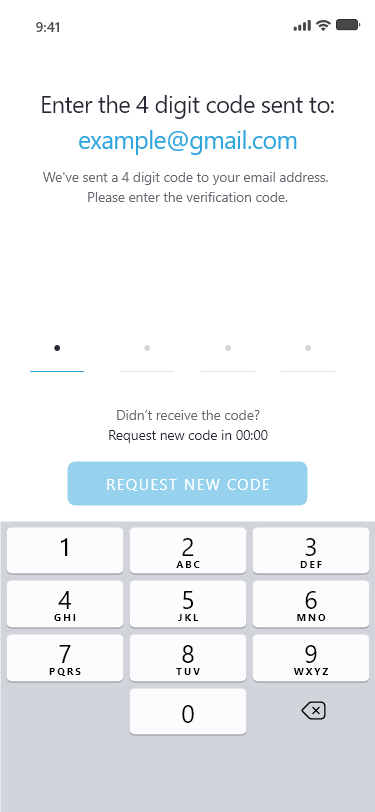 9:41
Enter the 4 digit code sent to:
example@gmail.com
We've sent a 4 digit code to your email address.
Please enter the verification code.
Didn't receive the code?
Request new code in 00:00
REQUEST NEW CODE
1 2 3
ABC DEF
4 5 6
GHI JKL MNO
7 8 9
PQRS TUV WXYZ
0